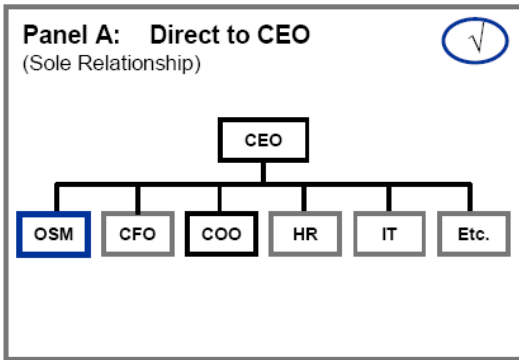 Panel A: Direct to CEO
(Sole Relationship)
√
CEO
OSM
CFO
COO
HR
IT
Etc.